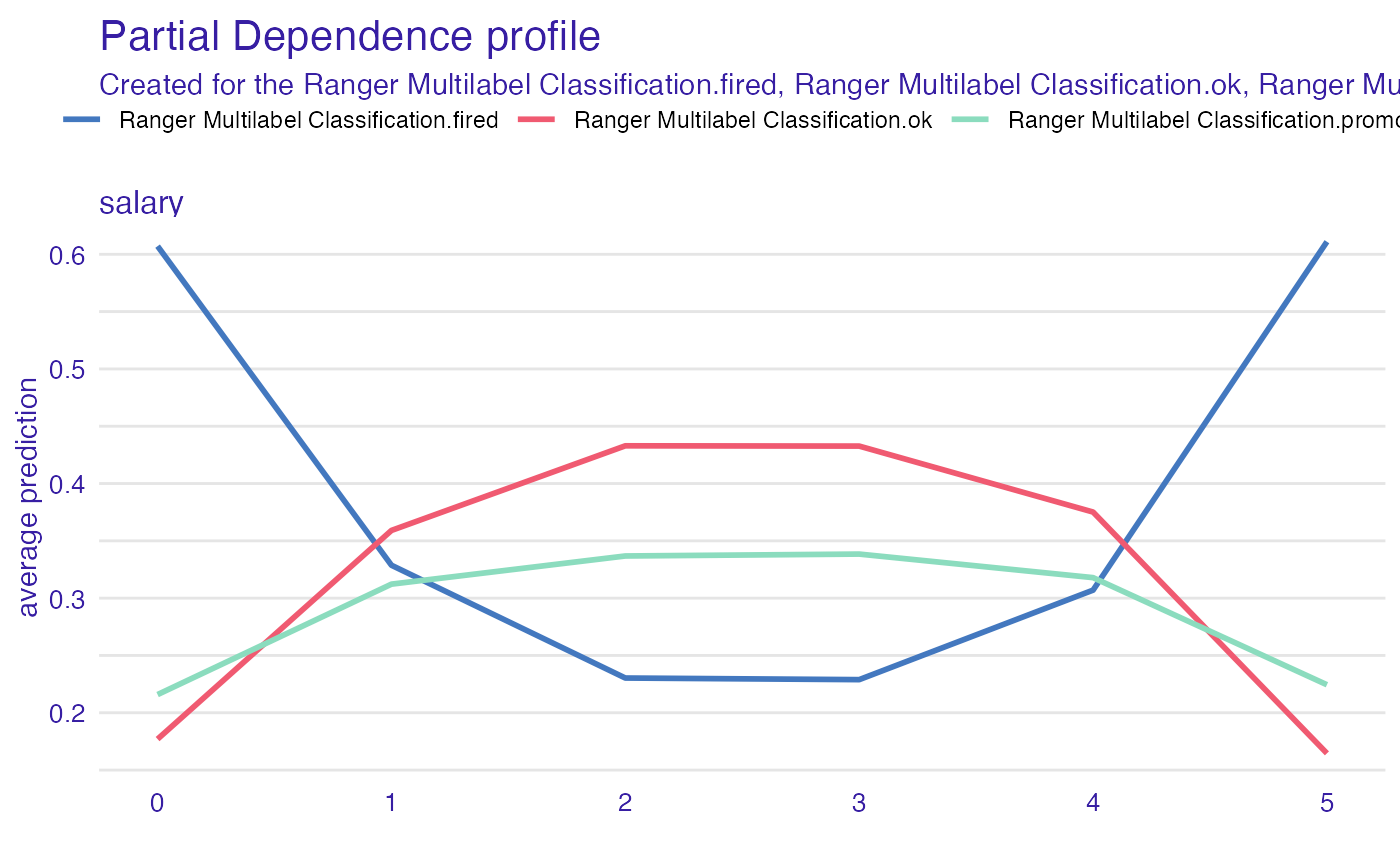 Partial Dependence profile
Created for the Ranger Multilabel Classification.fired, Ranger Multilabel Classification.ok, Ranger Mu
Ranger Multilabel Classification.fired Ranger Multilabel Classification.ok Ranger Multilabel Classification.promo
salary
average prediction
0.6
0.5
0.4
0.3
0.2
0 1 2 3 4 5